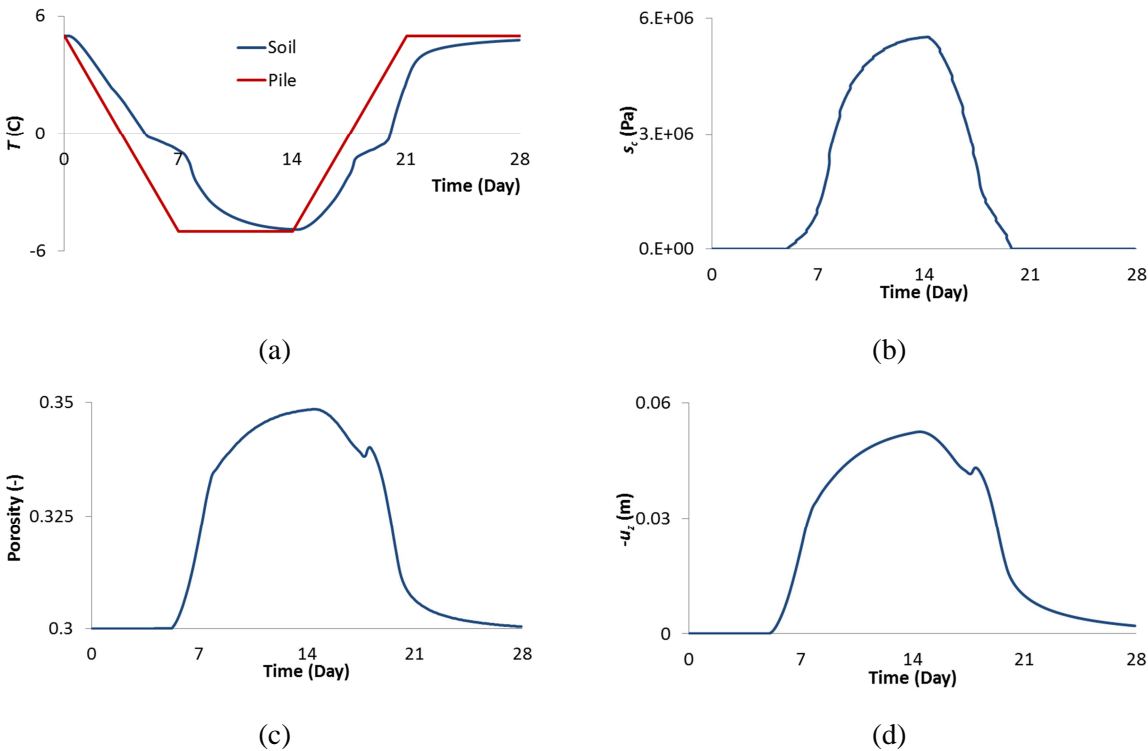 6
Soil
Pile
T (C)
0
0
7
14
21
28
Time (Day)
-6
(a)
6.E+06
3.E+06
0.E+00
s_c (Pa)
0
7
14
21
28
Time (Day)
(b)
0.35
0.325
0.3
Porosity (-)
0
7
14
21
28
Time (Day)
(c)
0.06
0.03
0
-u_z (m)
0
7
14
21
28
Time (Day)
(d)